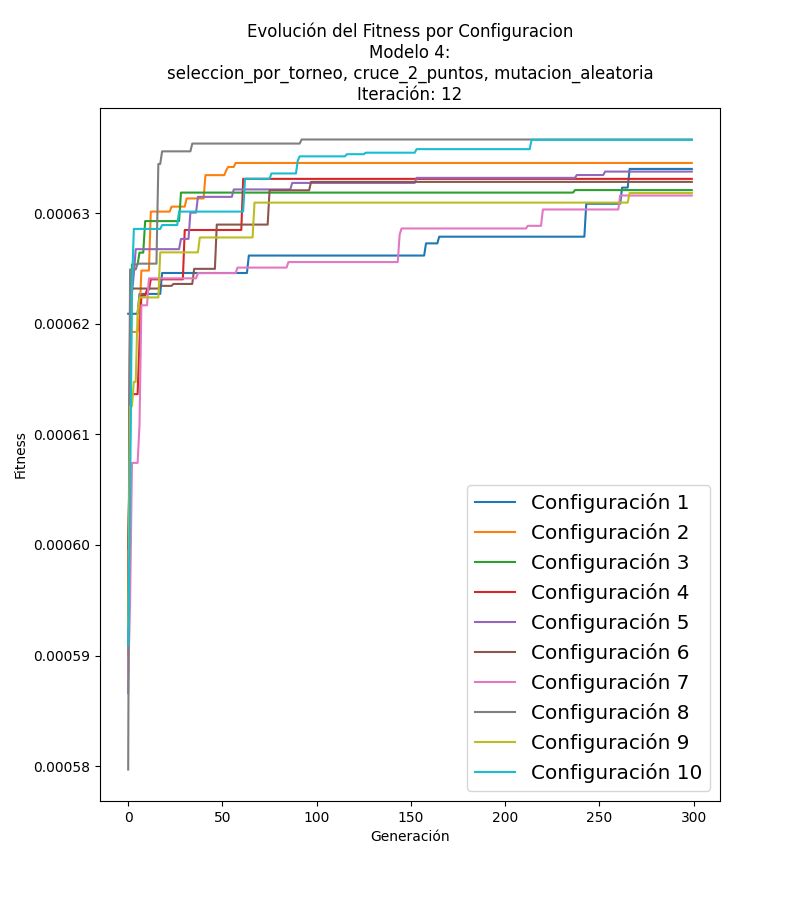 Evolución del Fitness por Configuracion
Modelo 4:
seleccion_por_torneo, cruce_2_puntos, mutacion_aleatoria
Iteración: 12
0.00063
0.00062
0.00061
0.00060
0.00059
0.00058
Fitness
0
50
100
150
200
250
300
Generación
Configuración 1
Configuración 2
Configuración 3
Configuración 4
Configuración 5
Configuración 6
Configuración 7
Configuración 8
Configuración 9
Configuración 10